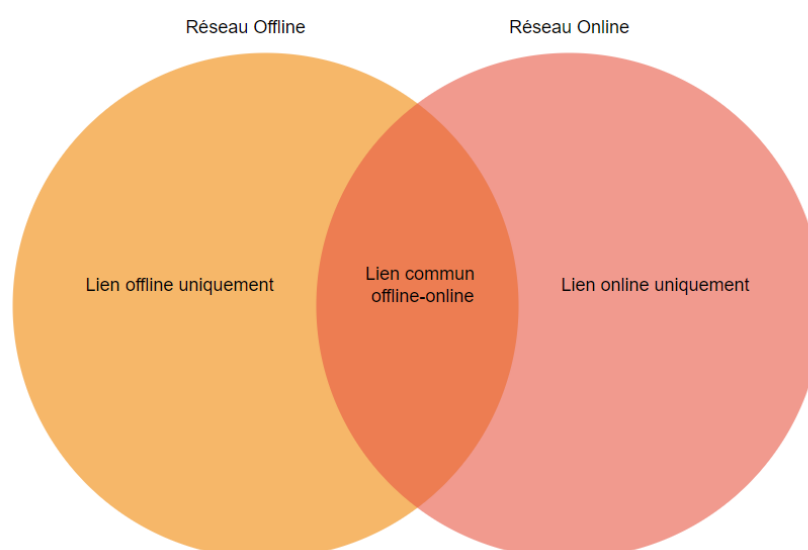 Réseau Offline
Réseau Online
Lien offline uniquement
Lien commun
offline-online
Lien online uniquement